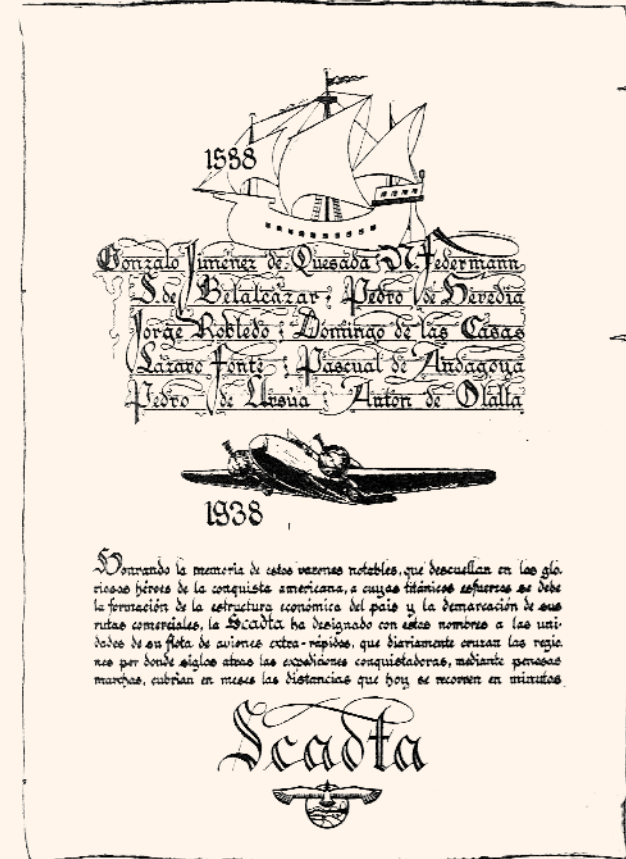 1538
Gonzalo Jiménez de Quesada; N. Federmann
S. de Belalcázar; Pedro de Heredia
Jorge Robledo; Domingo de las Casas
Lázaro Fonte; Pascual de Andagoya
Pedro de Ursúa; Antón de Olalla
1938
Honrando la memoria de estos varones notables, que descuellan en los glo-
riosos héroes de la conquista americana, a cuyos titánicos esfuerzos se debe
la formación de la estructura económica del país y la demarcación de sus
rutas comerciales, la Scadta ha designado con estos nombres a las uni-
dades de su flota de aviones extra-rápidos, que diariamente cruzan las regio-
nes por donde siglos atras las expediciones conquistadoras, mediante penosas
marchas, cubrían en meses las distancias que hoy se recorren en minutos
Scadta